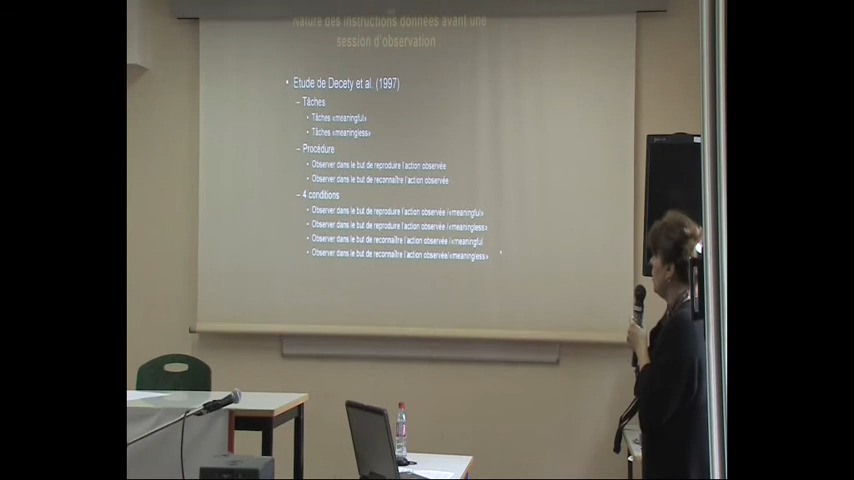 Nature des instructions données avant une
session d'observation
• Etude de Decety et al. (1997)
– Tâches
• Tâches «meaningful»
• Tâches «meaningless»
– Procédure
• Observer dans le but de reproduire l'action observée
• Observer dans le but de reconnaître l'action observée
– 4 conditions
• Observer dans le but de reproduire l'action observée /«meaningful»
• Observer dans le but de reproduire l'action observée /«meaningless»
• Observer dans le but de reconnaître l'action observée /«meaningful
• Observer dans le but de reconnaître l'action observée/«meaningless»